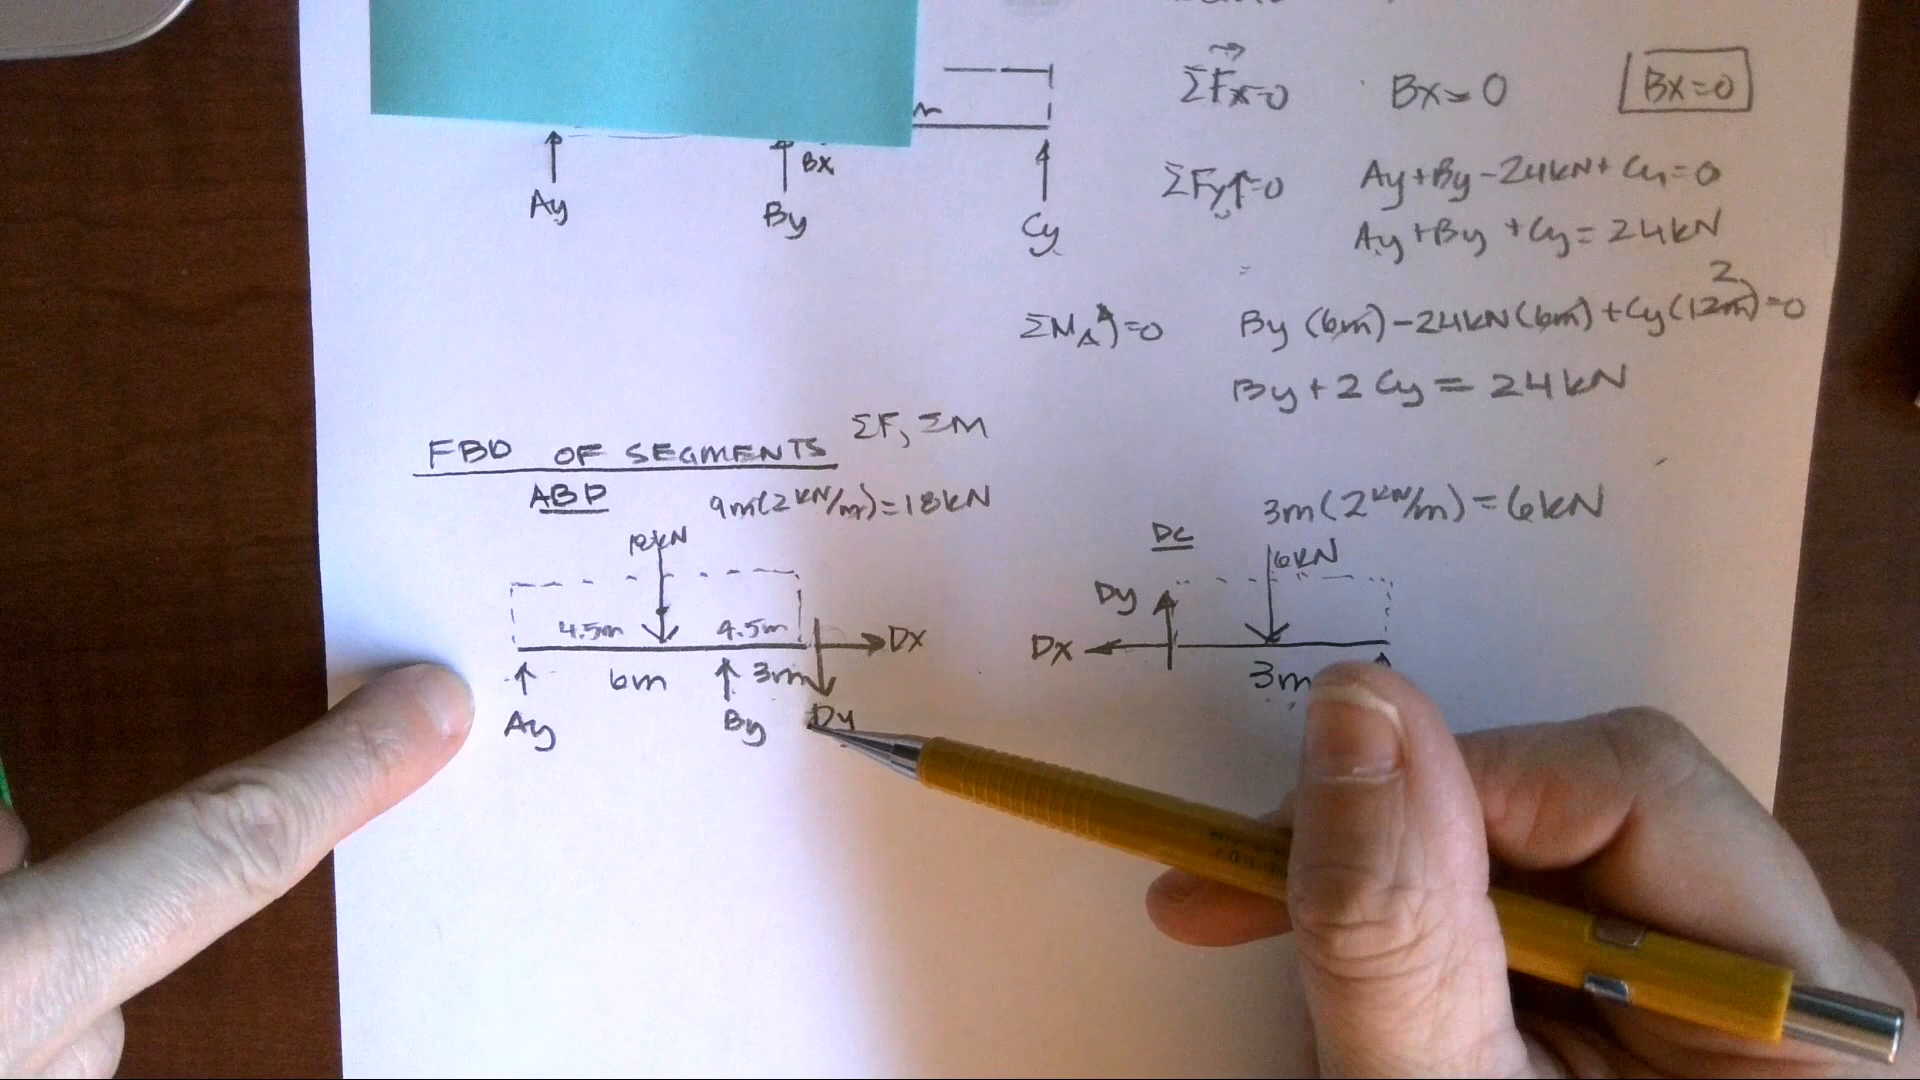 ΣFx=0 Bx=0 Bx=0
Bx
Ay By Cy
ΣFy=0 Ay+By-24kN+Cy=0
Ay+By+Cy=24kN
ΣMA=0 By(6m)-24kN(6m)+Cy(12m)=0
2
By+2Cy=24kN
FBD OF SEGMENTS ΣF, ΣM
ABD 9m(2kN/m)=18kN
18kN
4.5m 4.5m
Dx
6m 3m
Ay By Dy
3m(2kN/m)=6kN
DC
6kN
Dy
Dx
3m